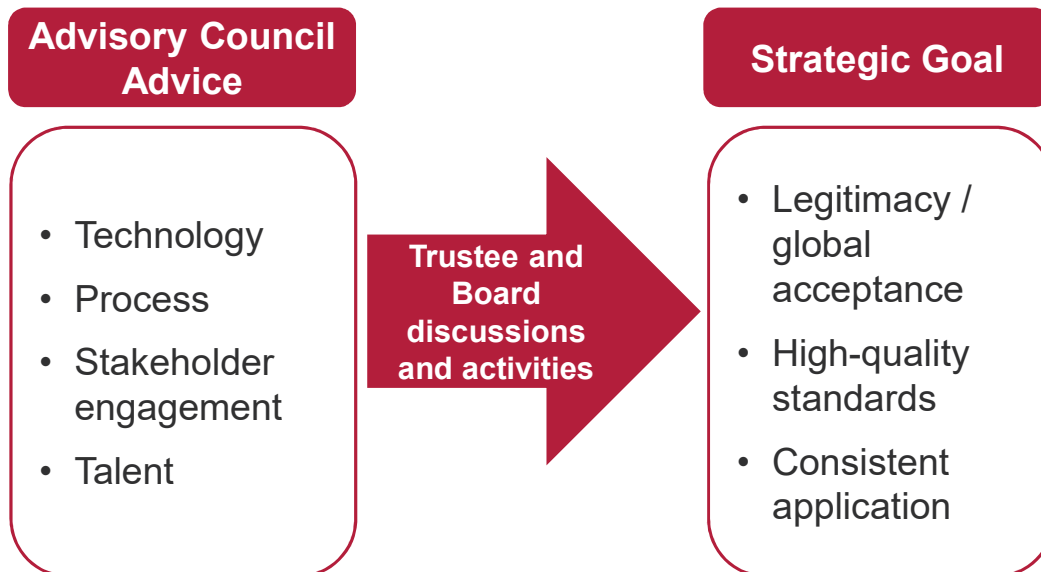 Advisory Council
Advice
• Technology
• Process
• Stakeholder
engagement
• Talent
Trustee and
Board
discussions
and activities
Strategic Goal
• Legitimacy /
global
acceptance
• High-quality
standards
• Consistent
application